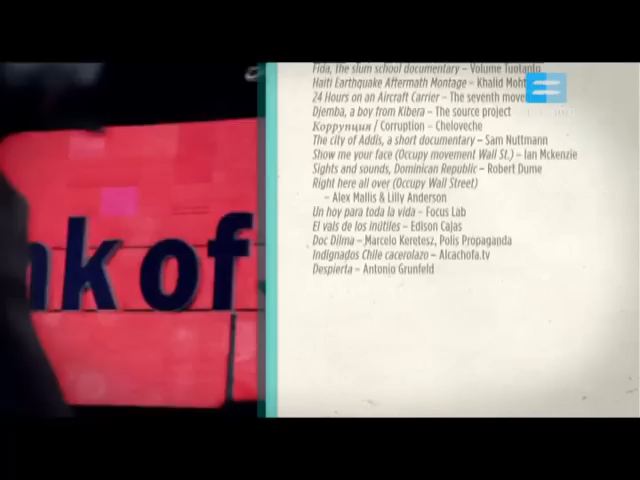 nk of
Fida, the slum school documentary – Volume Tuotanto
Haiti Earthquake Aftermath Montage – Khalid Moht
24 Hours on an Aircraft Carrier – The seventh move
Djemba, a boy from Kibera – The source project
Коррупция / Corruption – Cheloveche
The city of Addis, a short documentary – Sam Nuttmann
Show me your face (Occupy movement Wall St.) – Ian Mckenzie
Sights and sounds, Dominican Republic – Robert Dume
Right here all over (Occupy Wall Street)
– Alex Mallis & Lilly Anderson
Un hoy para toda la vida – Focus Lab
El vals de los inútiles – Edison Cajas
Doc Dilma – Marcelo Keretesz, Polis Propaganda
Indignados Chile cacerolazo – Alcachofa.tv
Despierta – Antonio Grunfeld